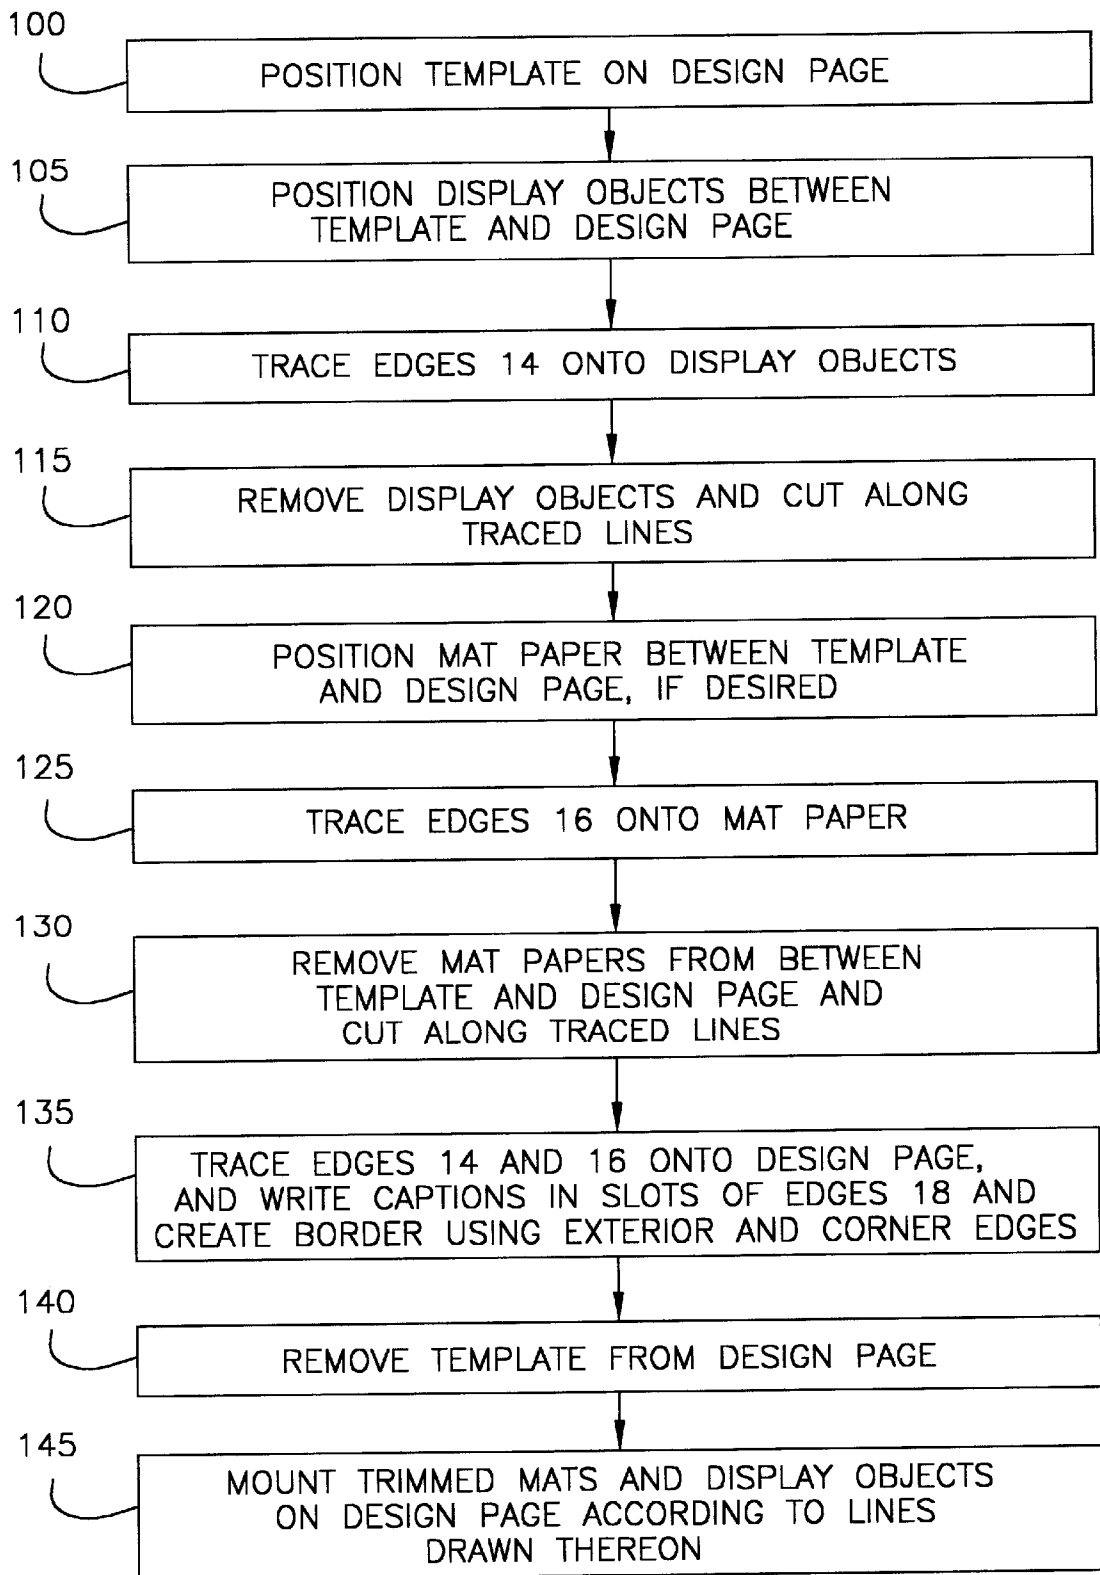 100
POSITION TEMPLATE ON DESIGN PAGE
105
POSITION DISPLAY OBJECTS BETWEEN
TEMPLATE AND DESIGN PAGE
110
TRACE EDGES 14 ONTO DISPLAY OBJECTS
115
REMOVE DISPLAY OBJECTS AND CUT ALONG
TRACED LINES
120
POSITION MAT PAPER BETWEEN TEMPLATE
AND DESIGN PAGE, IF DESIRED
125
TRACE EDGES 16 ONTO MAT PAPER
130
REMOVE MAT PAPERS FROM BETWEEN
TEMPLATE AND DESIGN PAGE AND
CUT ALONG TRACED LINES
135
TRACE EDGES 14 AND 16 ONTO DESIGN PAGE,
AND WRITE CAPTIONS IN SLOTS OF EDGES 18 AND
CREATE BORDER USING EXTERIOR AND CORNER EDGES
140
REMOVE TEMPLATE FROM DESIGN PAGE
145
MOUNT TRIMMED MATS AND DISPLAY OBJECTS
ON DESIGN PAGE ACCORDING TO LINES
DRAWN THEREON